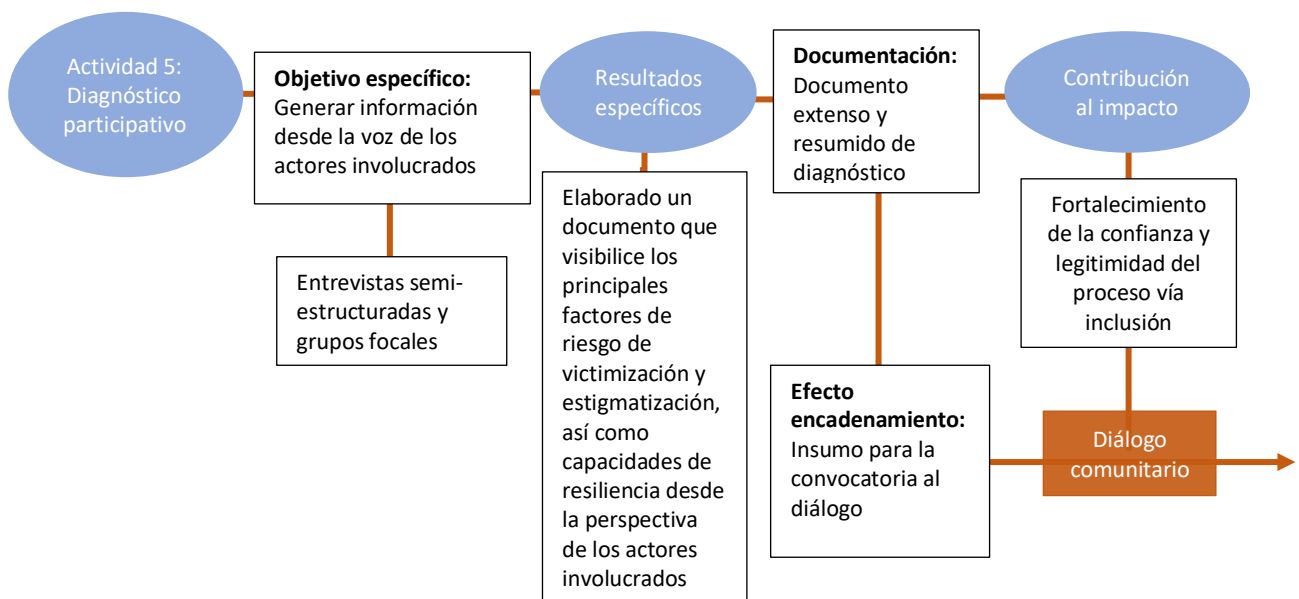 Actividad 5:
Diagnóstico
participativo
Objetivo específico:
Generar información
desde la voz de los
actores involucrados
Entrevistas semi-
estructuradas y
grupos focales
Resultados
específicos
Elaborado un
documento que
visibilice los
principales
factores de
riesgo de
victimización y
estigmatización,
así como
capacidades de
resiliencia desde
la perspectiva
de los actores
involucrados
Documentación:
Documento
extenso y
resumido de
diagnóstico
Efecto
encadenamiento:
Insumo para la
convocatoria al
diálogo
Contribución
al impacto
Fortalecimiento
de la confianza y
legitimidad del
proceso vía
inclusión
Diálogo
comunitario